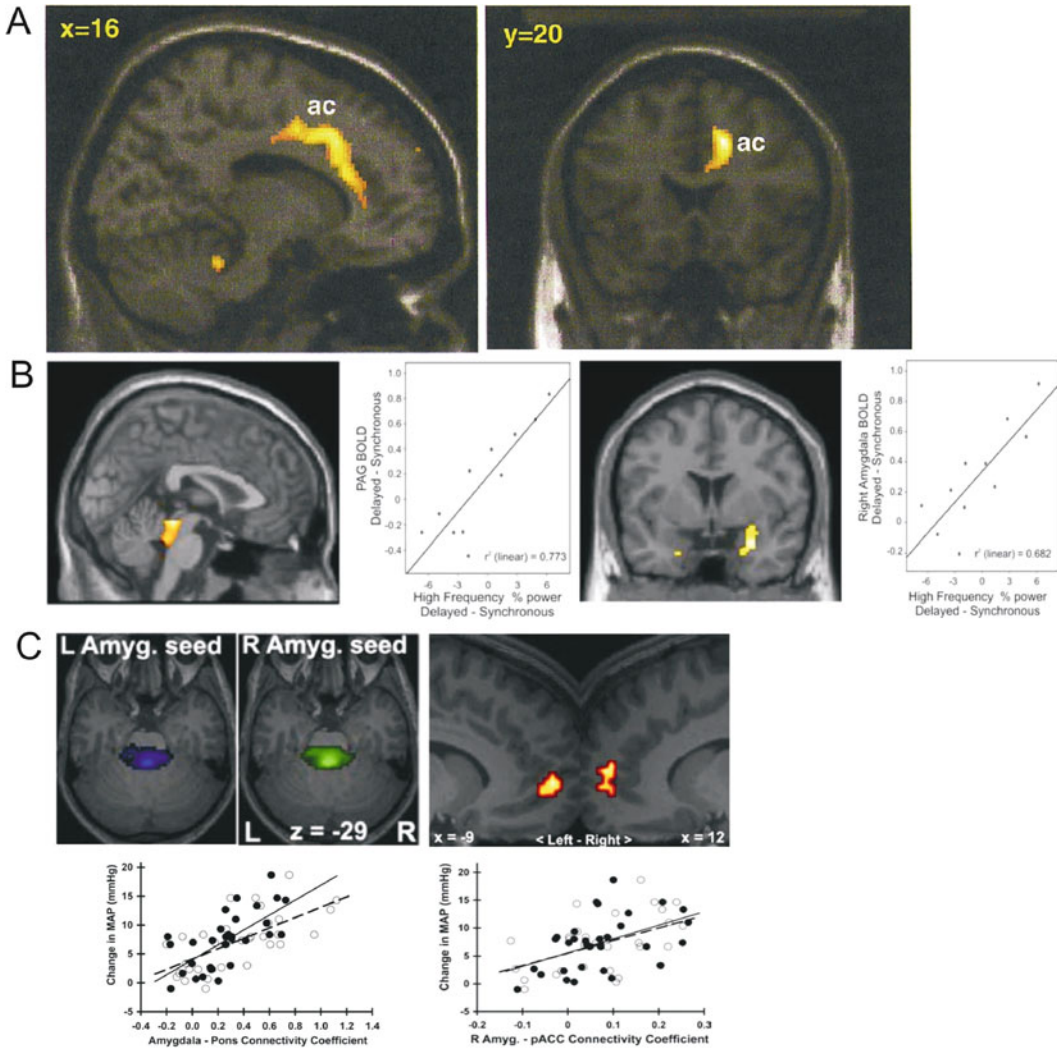 A
x=16
ac
y=20
ac
B
PAG BOLD
Delayed - Synchronous
1.0
0.8
0.6
0.4
0.2
0
-0.2
-0.4
r² (linear) = 0.773
-6 -3 0 3 6
High Frequency % power
Delayed - Synchronous
Right Amygdala BOLD
Delayed - Synchronous
1.0
0.8
0.6
0.4
0.2
0
-0.2
r² (linear) = 0.682
-6 -3 0 3 6
High Frequency % power
Delayed - Synchronous
C
L Amyg. seed
R Amyg. seed
L z = -29 R
x = -9 < Left - Right > x = 12
Change in MAP (mmHg)
20
15
10
5
0
-5
-0.4 -0.2 0.0 0.2 0.4 0.6 0.8 1.0 1.2 1.4
Amygdala - Pons Connectivity Coefficient
Change in MAP (mmHg)
20
15
10
5
0
-5
-0.2 -0.1 0 0.1 0.2 0.3
R Amyg. - pACC Connectivity Coefficient